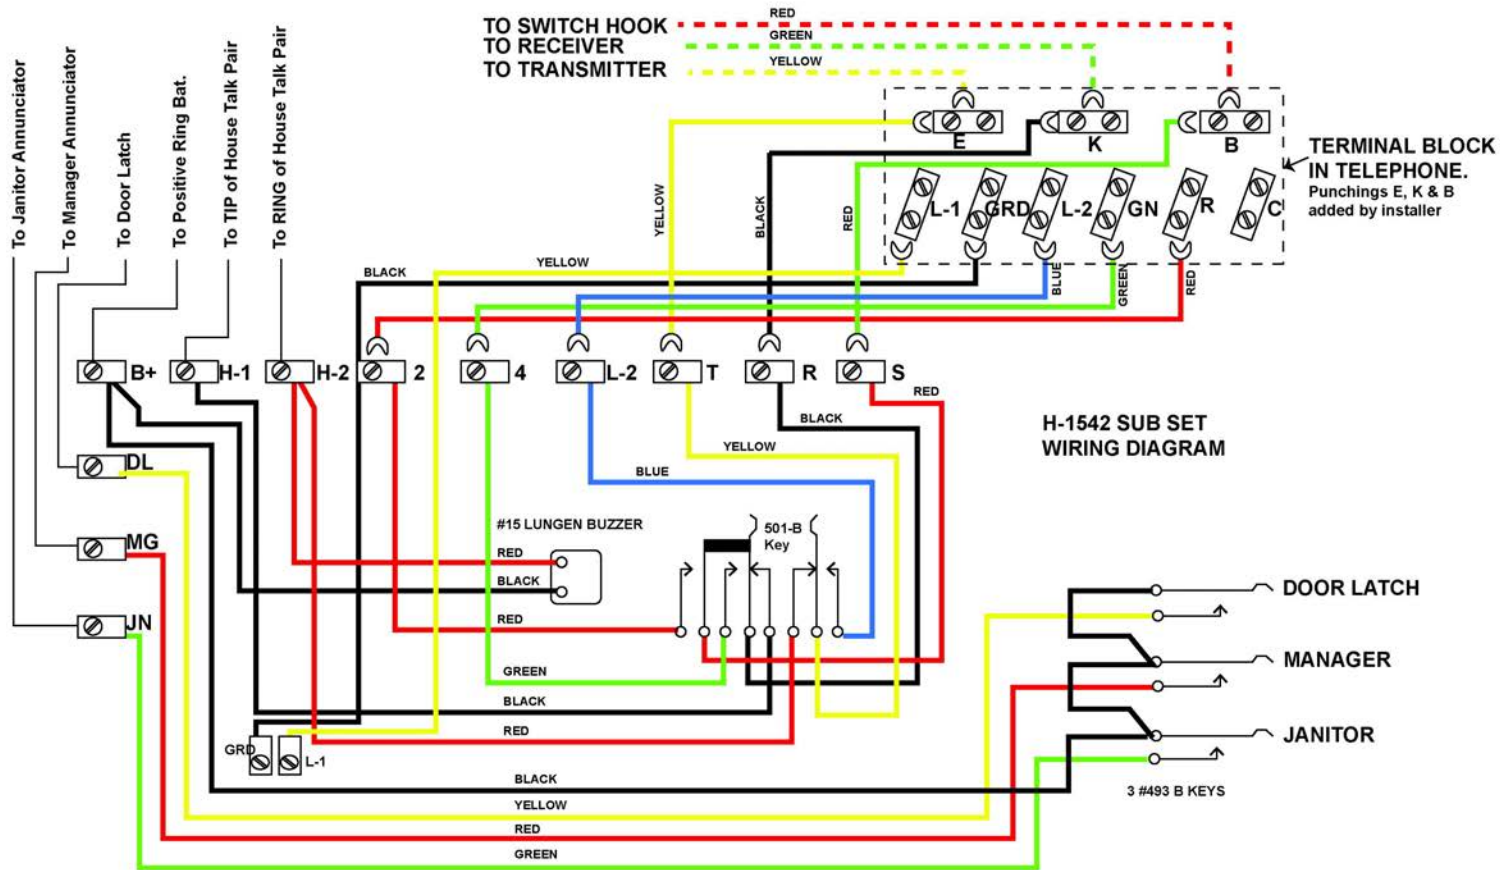 TO SWITCH HOOK
RED
TO RECEIVER
GREEN
TO TRANSMITTER
YELLOW
To Janitor Annunciator
To Manager Annunciator
To Door Latch
To Positive Ring Bat.
To TIP of House Talk Pair
To RING of House Talk Pair
E
K
B
TERMINAL BLOCK
IN TELEPHONE.
Punchings E, K & B
added by installer
L-1
GRD
L-2
GN
R
C
YELLOW
BLACK
RED
YELLOW
BLACK
BLUE
GREEN
RED
B+
H-1
H-2
2
4
L-2
T
R
S
RED
BLACK
YELLOW
BLUE
H-1542 SUB SET
WIRING DIAGRAM
DL
MG
JN
#15 LUNGEN BUZZER
501-B
Key
RED
BLACK
RED
GREEN
BLACK
RED
GRD
L-1
DOOR LATCH
MANAGER
JANITOR
3 #493 B KEYS
BLACK
YELLOW
RED
GREEN